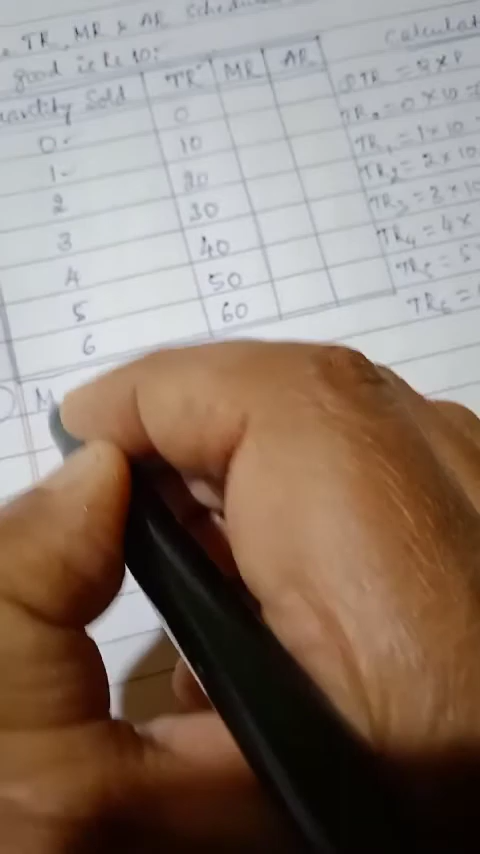 TR, MR & AR Schedu
good is Rs 10:
Quantity Sold TR MR AR
0 0
1 10
2 20
3 30
4 40
5 50
6 60
Calculat
TR = Q × P
TR₀ = 0 × 10 =
TR₁ = 1 × 10
TR₂ = 2 × 10
TR₃ = 3 × 10
TR₄ = 4 ×
TR₅ = 5
TR₆ =
M